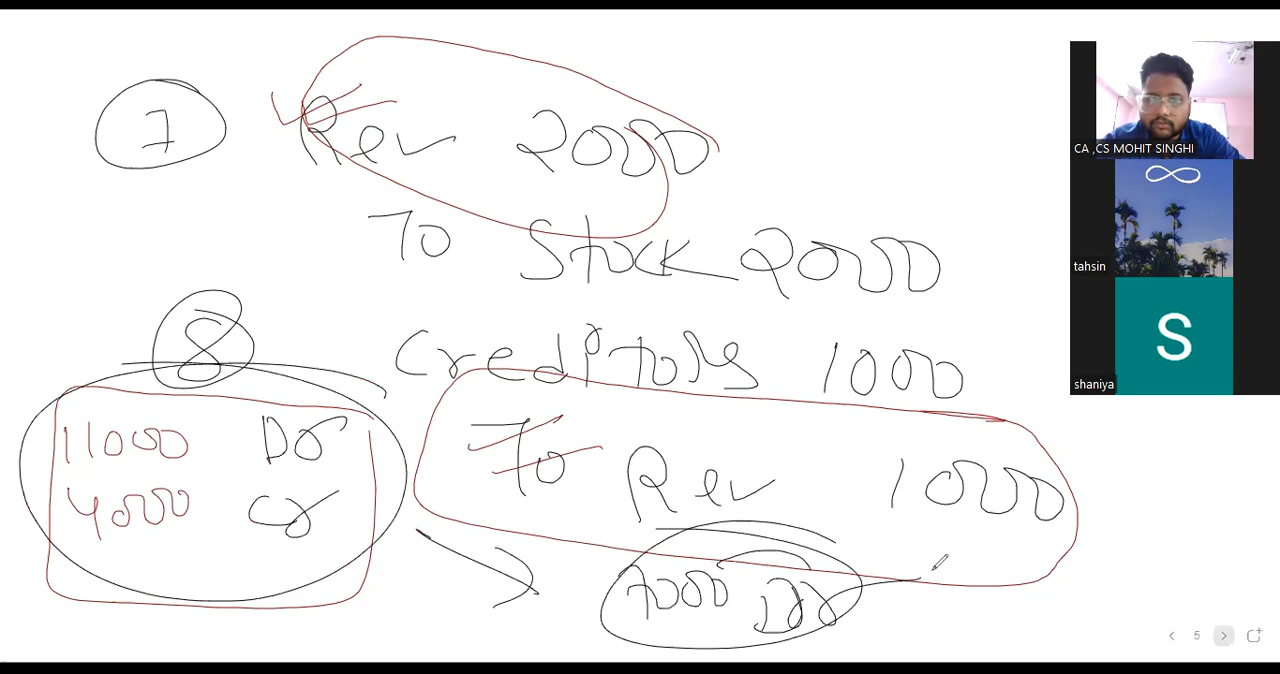 7 Rev 2000
To Stock 2000
8 Creditors 1000
11000 Dr
4000 Cr
To Rev 1000
7000 Dr
CA ,CS MOHIT SINGHI
tahsin
S
shaniya
5